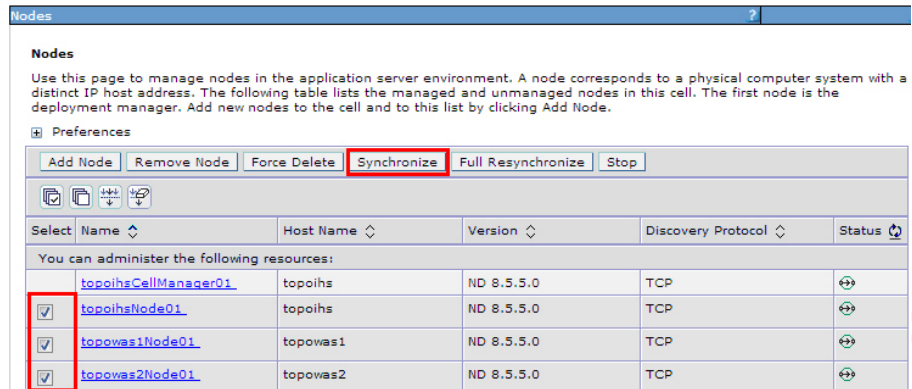 Nodes ?
Nodes
Use this page to manage nodes in the application server environment. A node corresponds to a physical computer system with a
distinct IP host address. The following table lists the managed and unmanaged nodes in this cell. The first node is the
deployment manager. Add new nodes to the cell and to this list by clicking Add Node.
Preferences
Add Node Remove Node Force Delete Synchronize Full Resynchronize Stop
Select Name Host Name Version Discovery Protocol Status
You can administer the following resources:
topoihsCellManager01 topoihs ND 8.5.5.0 TCP
topoihsNode01 topoihs ND 8.5.5.0 TCP
topowas1Node01 topowas1 ND 8.5.5.0 TCP
topowas2Node01 topowas2 ND 8.5.5.0 TCP